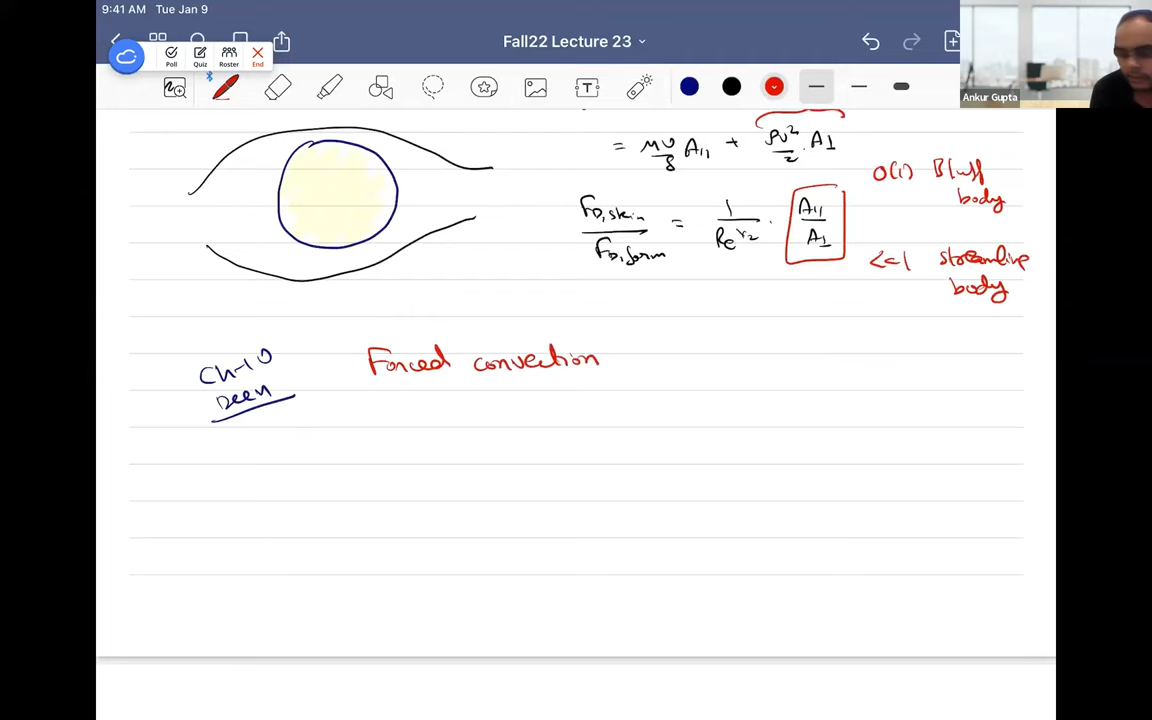 9:41 AM Tue Jan 9
Fall22 Lecture 23
Poll Quiz Roster End
Ankur Gupta
= μU/δ A∥ + ρU²/2 · A⊥
O(1) Bluff
body
F_D,skin / F_D,form = 1/Re^1/2 · A∥/A⊥
<<1 streamline
body
Ch-10
Deen
Forced convection